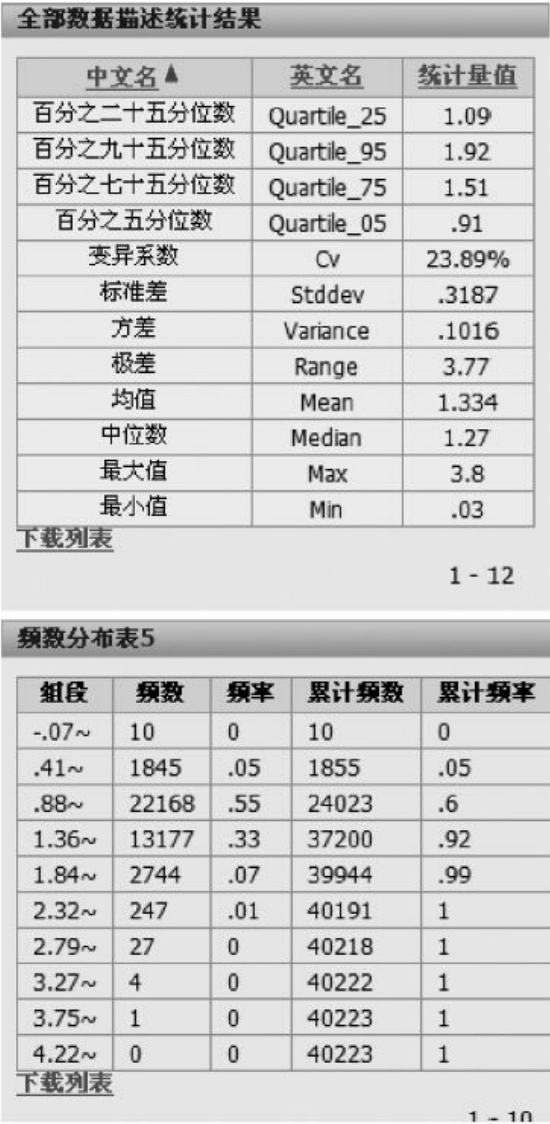 全部数据描述统计结果
中文名▲ 英文名 统计量值
百分之二十五分位数 Quartile_25 1.09
百分之九十五分位数 Quartile_95 1.92
百分之七十五分位数 Quartile_75 1.51
百分之五分位数 Quartile_05 .91
变异系数 Cv 23.89%
标准差 Stddev .3187
方差 Variance .1016
极差 Range 3.77
均值 Mean 1.334
中位数 Median 1.27
最大值 Max 3.8
最小值 Min .03
下载列表
1 - 12
频数分布表5
组段 频数 频率 累计频数 累计频率
-.07~ 10 0 10 0
.41~ 1845 .05 1855 .05
.88~ 22168 .55 24023 .6
1.36~ 13177 .33 37200 .92
1.84~ 2744 .07 39944 .99
2.32~ 247 .01 40191 1
2.79~ 27 0 40218 1
3.27~ 4 0 40222 1
3.75~ 1 0 40223 1
4.22~ 0 0 40223 1
下载列表
1 - 10